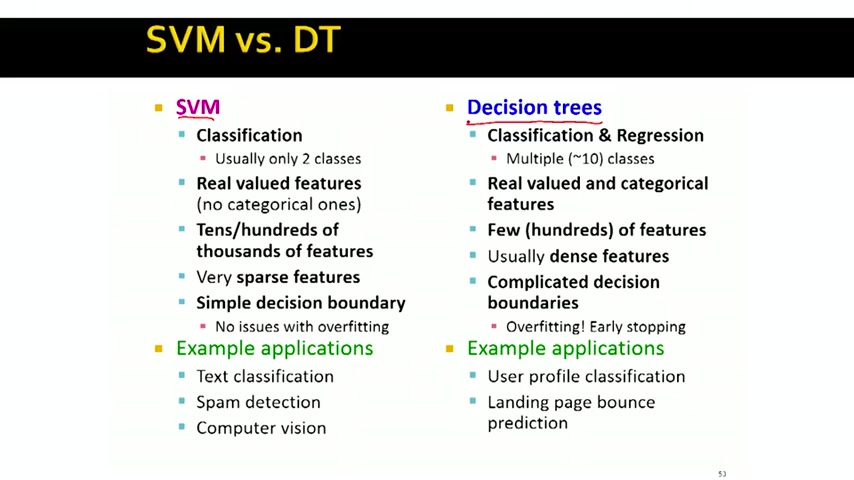 SVM vs. DT
SVM
Classification
Usually only 2 classes
Real valued features
(no categorical ones)
Tens/hundreds of
thousands of features
Very sparse features
Simple decision boundary
No issues with overfitting
Example applications
Text classification
Spam detection
Computer vision
Decision trees
Classification & Regression
Multiple (~10) classes
Real valued and categorical
features
Few (hundreds) of features
Usually dense features
Complicated decision
boundaries
Overfitting! Early stopping
Example applications
User profile classification
Landing page bounce
prediction
53